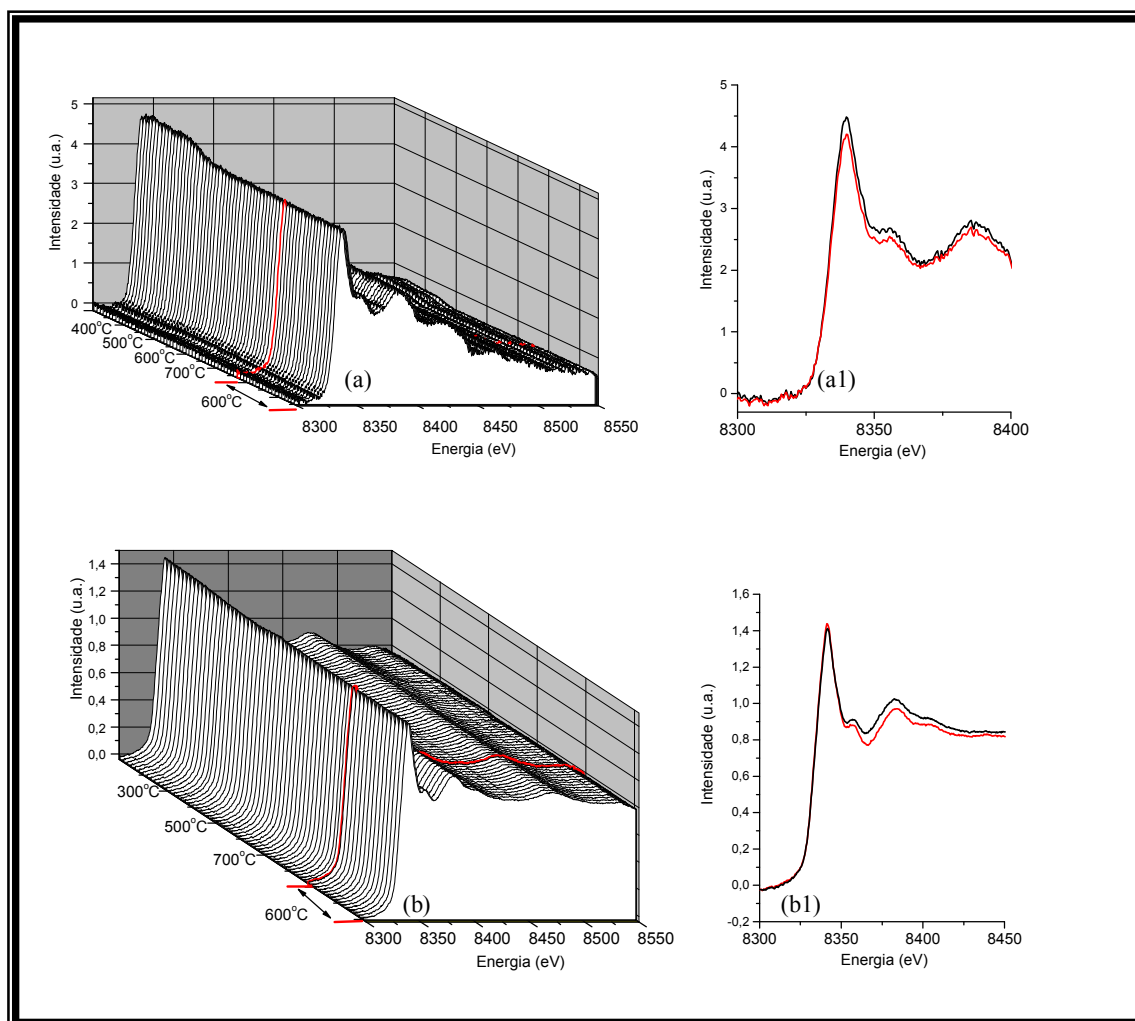 5
4
3
2
1
0
Intensidade (u.a.)
400°C
500°C
600°C
700°C
600°C
(a)
8300 8350 8400 8450 8500 8550
Energia (eV)
5
4
3
2
1
0
Intensidade (u.a.)
(a1)
8300 8350 8400
Energia (eV)
1,4
1,2
1,0
0,8
0,6
0,4
0,2
0,0
Intensidade (u.a.)
300°C
500°C
700°C
600°C
(b)
8300 8350 8400 8450 8500 8550
Energia (eV)
1,6
1,4
1,2
1,0
0,8
0,6
0,4
0,2
0,0
-0,2
Intensidade (u.a.)
(b1)
8300 8350 8400 8450
Energia (eV)